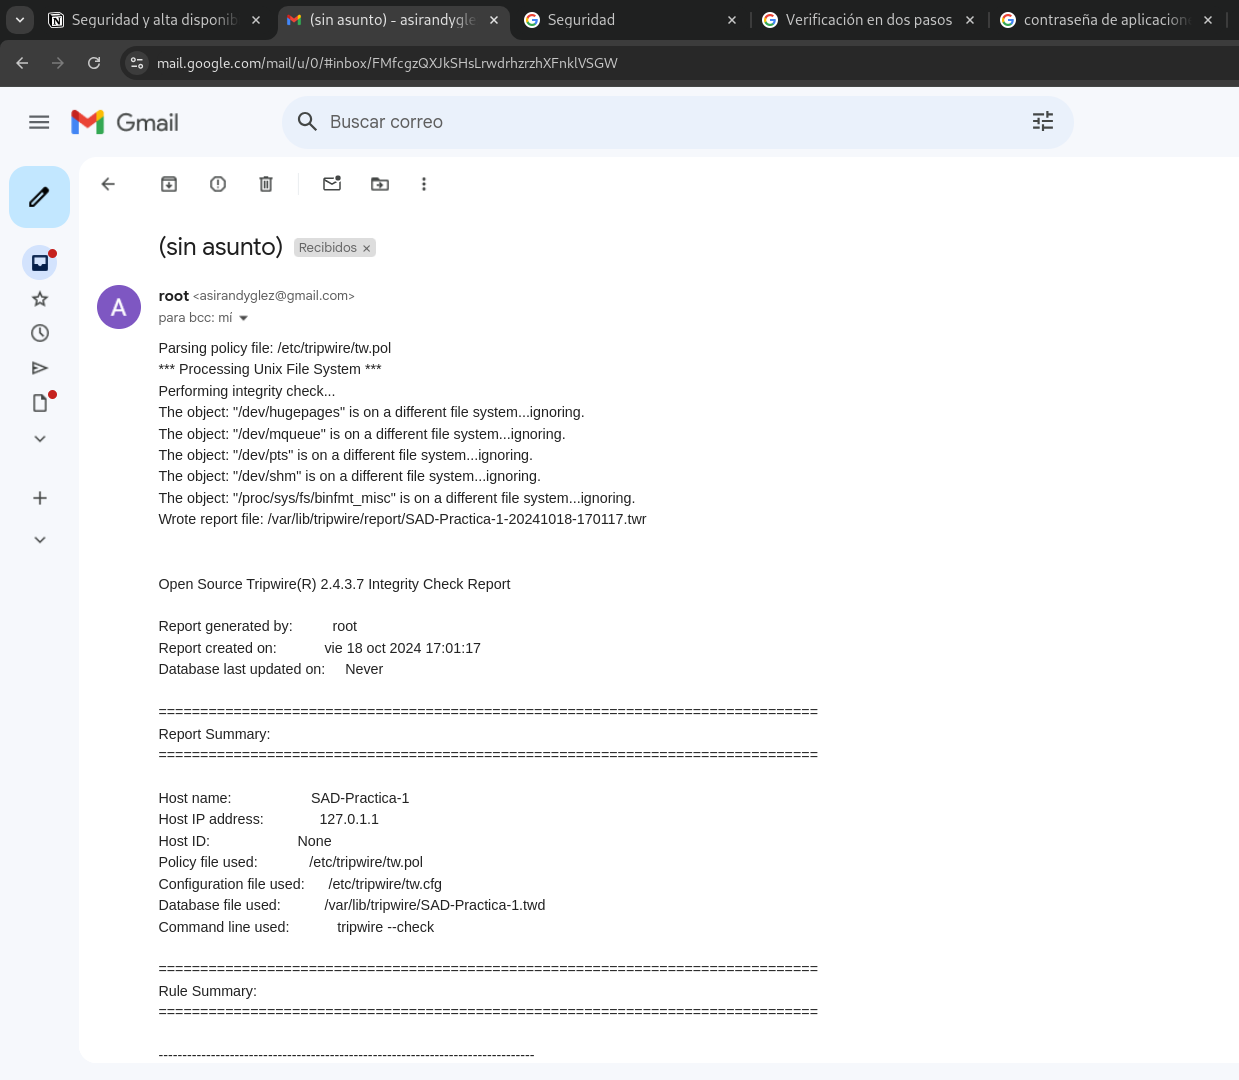 Seguridad y alta disponib
(sin asunto) - asirandygle
Seguridad
Verificación en dos pasos
contraseña de aplicacion
mail.google.com/mail/u/0/#inbox/FMfcgzQXJkSHsLrwdrhzrzhXFnklVSGW
Gmail
Buscar correo
(sin asunto)
Recibidos ×
A
root <asirandyglez@gmail.com>
para bcc: mí
Parsing policy file: /etc/tripwire/tw.pol
*** Processing Unix File System ***
Performing integrity check...
The object: "/dev/hugepages" is on a different file system...ignoring.
The object: "/dev/mqueue" is on a different file system...ignoring.
The object: "/dev/pts" is on a different file system...ignoring.
The object: "/dev/shm" is on a different file system...ignoring.
The object: "/proc/sys/fs/binfmt_misc" is on a different file system...ignoring.
Wrote report file: /var/lib/tripwire/report/SAD-Practica-1-20241018-170117.twr
Open Source Tripwire(R) 2.4.3.7 Integrity Check Report
Report generated by: root
Report created on: vie 18 oct 2024 17:01:17
Database last updated on: Never
===============================================================================
Report Summary:
===============================================================================
Host name: SAD-Practica-1
Host IP address: 127.0.1.1
Host ID: None
Policy file used: /etc/tripwire/tw.pol
Configuration file used: /etc/tripwire/tw.cfg
Database file used: /var/lib/tripwire/SAD-Practica-1.twd
Command line used: tripwire --check
===============================================================================
Rule Summary:
===============================================================================
-------------------------------------------------------------------------------